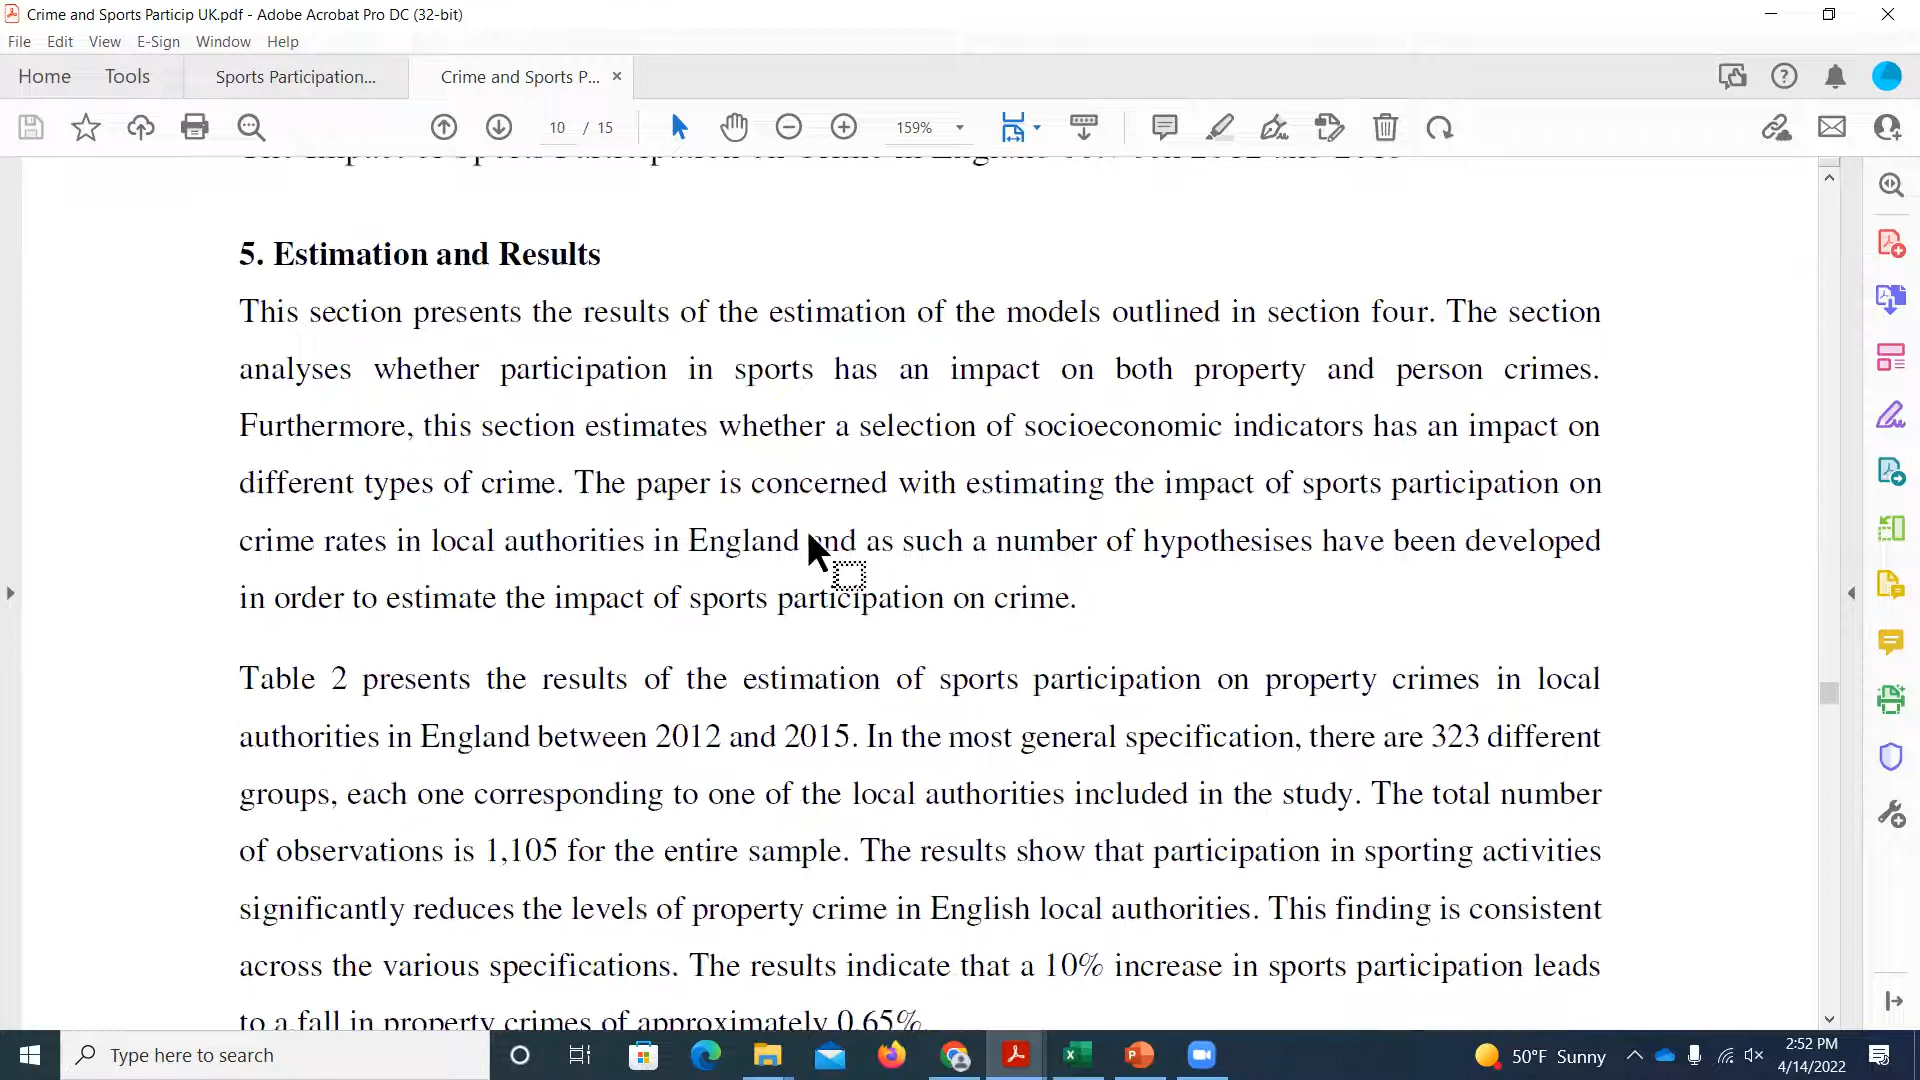 Crime and Sports Particip UK.pdf - Adobe Acrobat Pro DC (32-bit)
File Edit View E-Sign Window Help
Home Tools Sports Participation... Crime and Sports P... ×
10 / 15 159%
5. Estimation and Results
This section presents the results of the estimation of the models outlined in section four. The section
analyses whether participation in sports has an impact on both property and person crimes.
Furthermore, this section estimates whether a selection of socioeconomic indicators has an impact on
different types of crime. The paper is concerned with estimating the impact of sports participation on
crime rates in local authorities in England and as such a number of hypothesises have been developed
in order to estimate the impact of sports participation on crime.
Table 2 presents the results of the estimation of sports participation on property crimes in local
authorities in England between 2012 and 2015. In the most general specification, there are 323 different
groups, each one corresponding to one of the local authorities included in the study. The total number
of observations is 1,105 for the entire sample. The results show that participation in sporting activities
significantly reduces the levels of property crime in English local authorities. This finding is consistent
across the various specifications. The results indicate that a 10% increase in sports participation leads
to a fall in property crimes of approximately 0.65%.
Type here to search
50°F Sunny
2:52 PM
4/14/2022